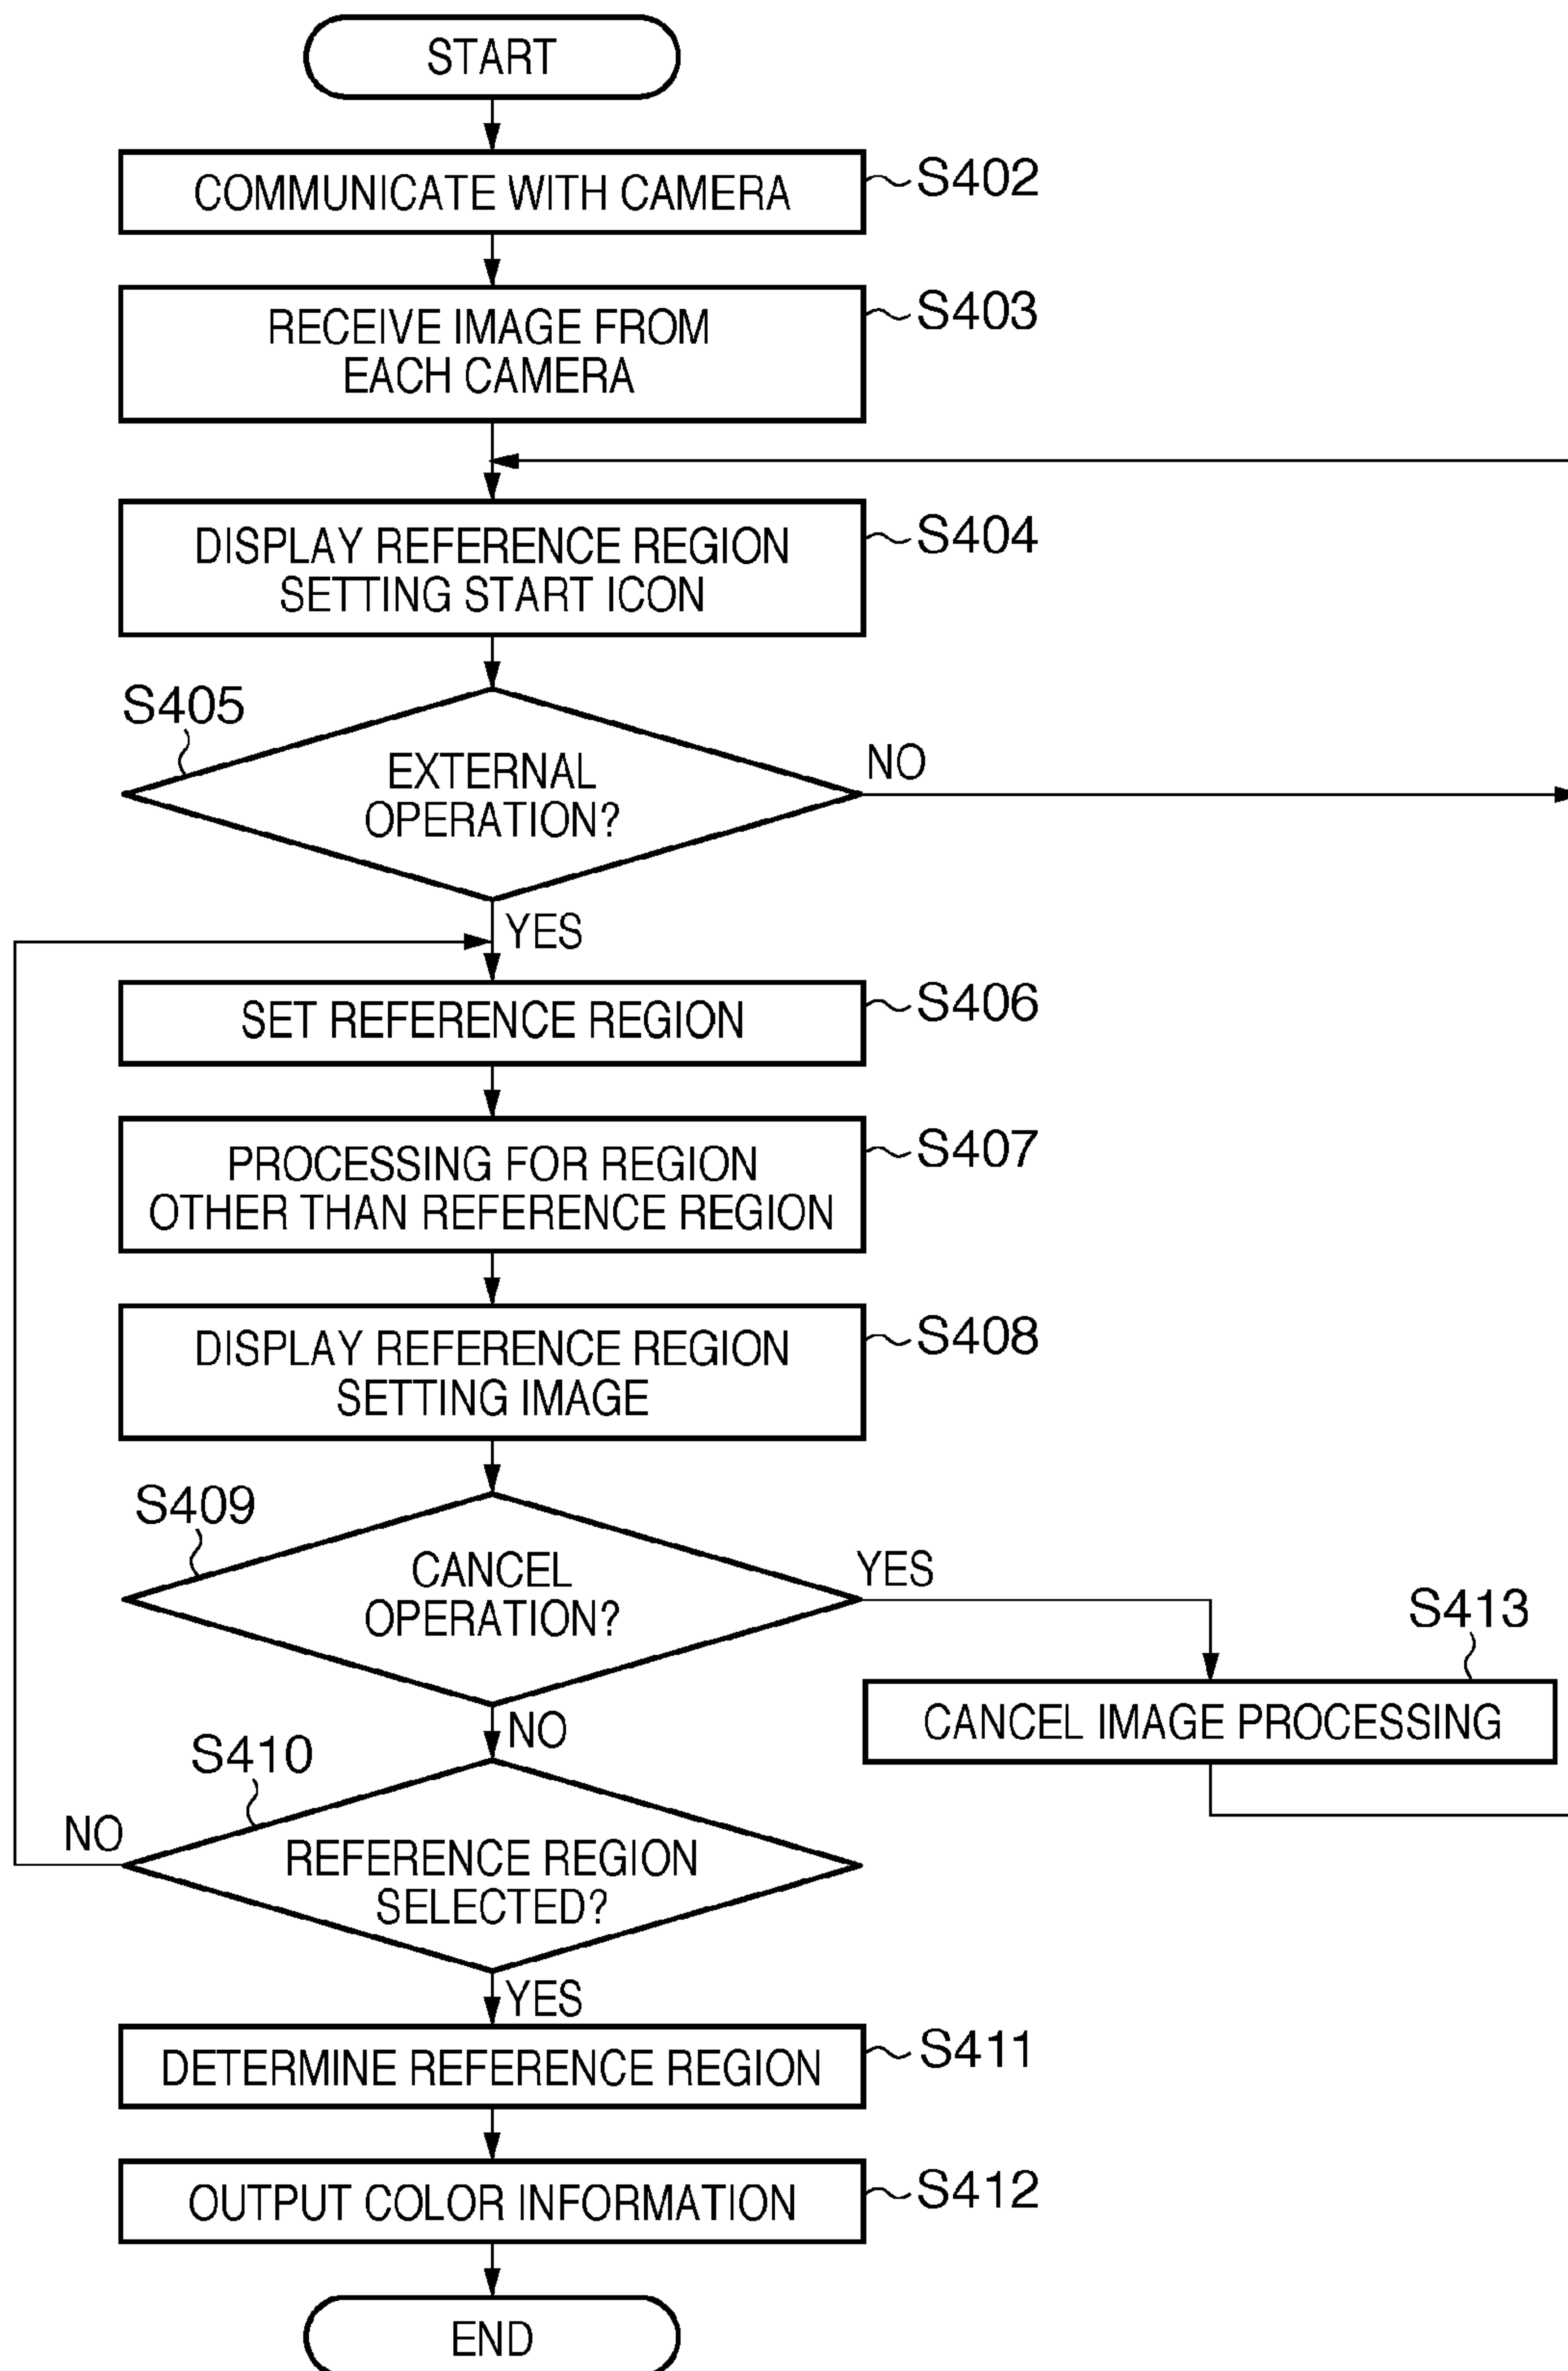 START
COMMUNICATE WITH CAMERA
S402
RECEIVE IMAGE FROM
EACH CAMERA
S403
DISPLAY REFERENCE REGION
SETTING START ICON
S404
S405
EXTERNAL
OPERATION?
NO
YES
SET REFERENCE REGION
S406
PROCESSING FOR REGION
OTHER THAN REFERENCE REGION
S407
DISPLAY REFERENCE REGION
SETTING IMAGE
S408
S409
CANCEL
OPERATION?
YES
S413
CANCEL IMAGE PROCESSING
NO
S410
NO
REFERENCE REGION
SELECTED?
YES
DETERMINE REFERENCE REGION
S411
OUTPUT COLOR INFORMATION
S412
END